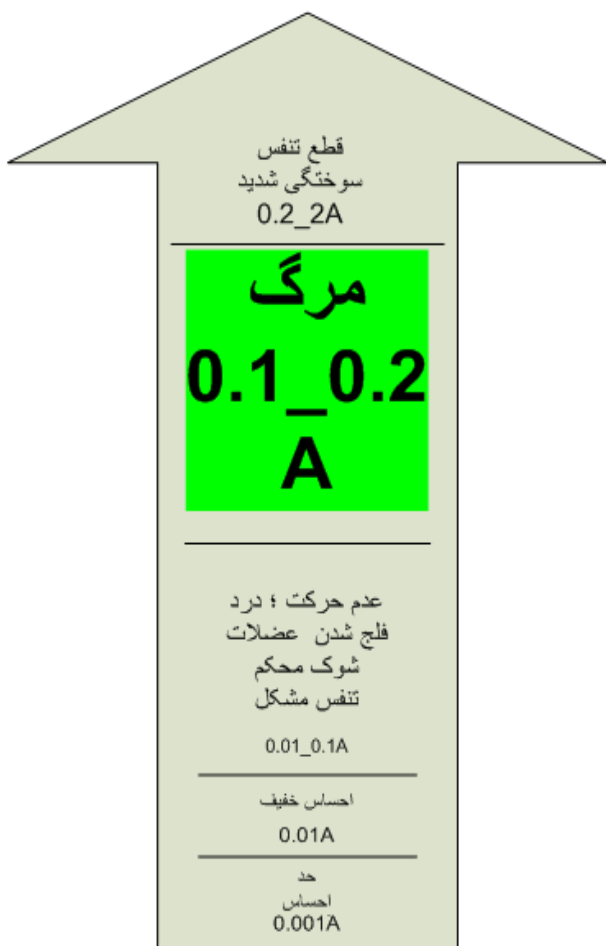 قطع تنفس
سوختگی شدید
0.2_2A
مرگ
0.1_0.2
A
عدم حرکت ؛ درد
فلج شدن عضلات
شوک محکم
تنفس مشکل
0.01_0.1A
احساس خفیف
0.01A
حد
احساس
0.001A